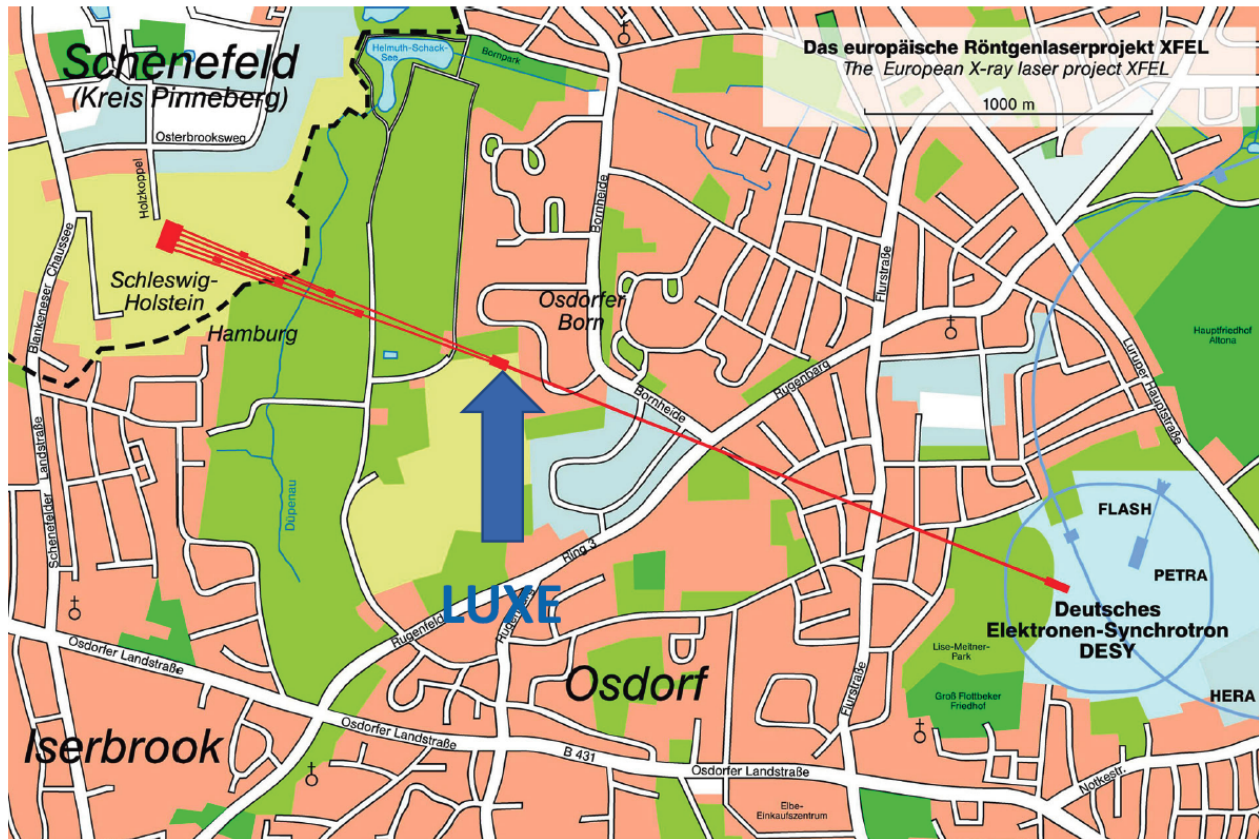 Schenefeld
(Kreis Pinneberg)
Helmuth-Schack-
See
Bornpark
Das europäische Röntgenlaserprojekt XFEL
The European X-ray laser project XFEL
1000 m
Osterbrooksweg
Holzkoppel
Blankeneser Chaussee
Bornheide
Flurstraße
Schleswig-
Holstein
Hamburg
Osdorfer
Born
Hauptfriedhof
Altona
Luruper Hauptstraße
Rugenbarg
Bornheide
Schenefelder Landstraße
Düpenau
FLASH
PETRA
Ring 3
LUXE
Rugenfeld
Deutsches
Elektronen-Synchrotron
DESY
Lise-Meitner-
Park
HERA
Osdorfer Landstraße
Osdorf
Groß Flottbeker
Friedhof
Flurstraße
Iserbrook
Osdorfer Landstraße
B 431
Osdorfer Landstraße
Notkestr.
Elbe-
Einkaufszentrum